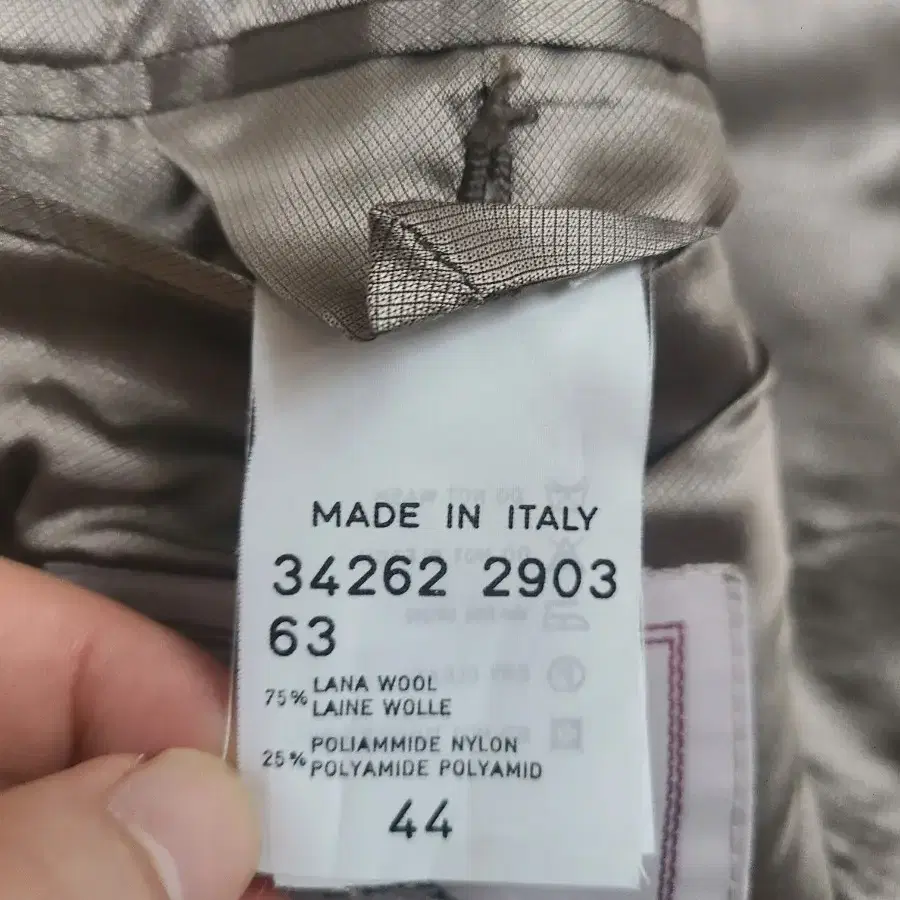 MADE IN ITALY
34262 2903
63
75% LANA WOOL
LAINE WOLLE
25% POLIAMMIDE NYLON
POLYAMIDE POLYAMID
44